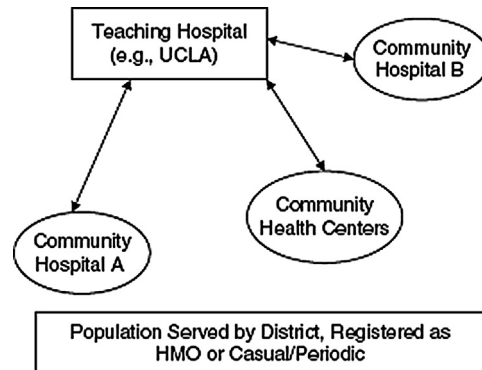 Teaching Hospital
(e.g., UCLA)
Community
Hospital B
Community
Health Centers
Community
Hospital A
Population Served by District, Registered as
HMO or Casual/Periodic